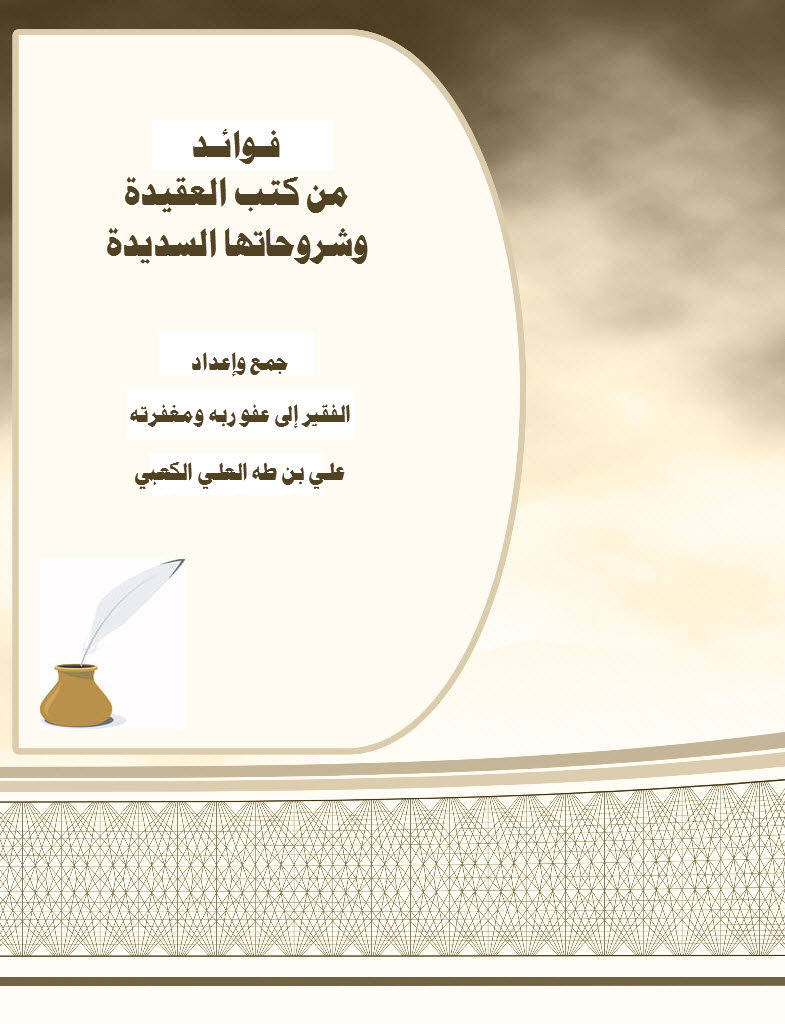 فوائد
من كتب العقيدة
وشروحاتها السديدة
جمع وإعداد
الفقير إلى عفو ربه ومغفرته
علي بن طه العلي الكعبي